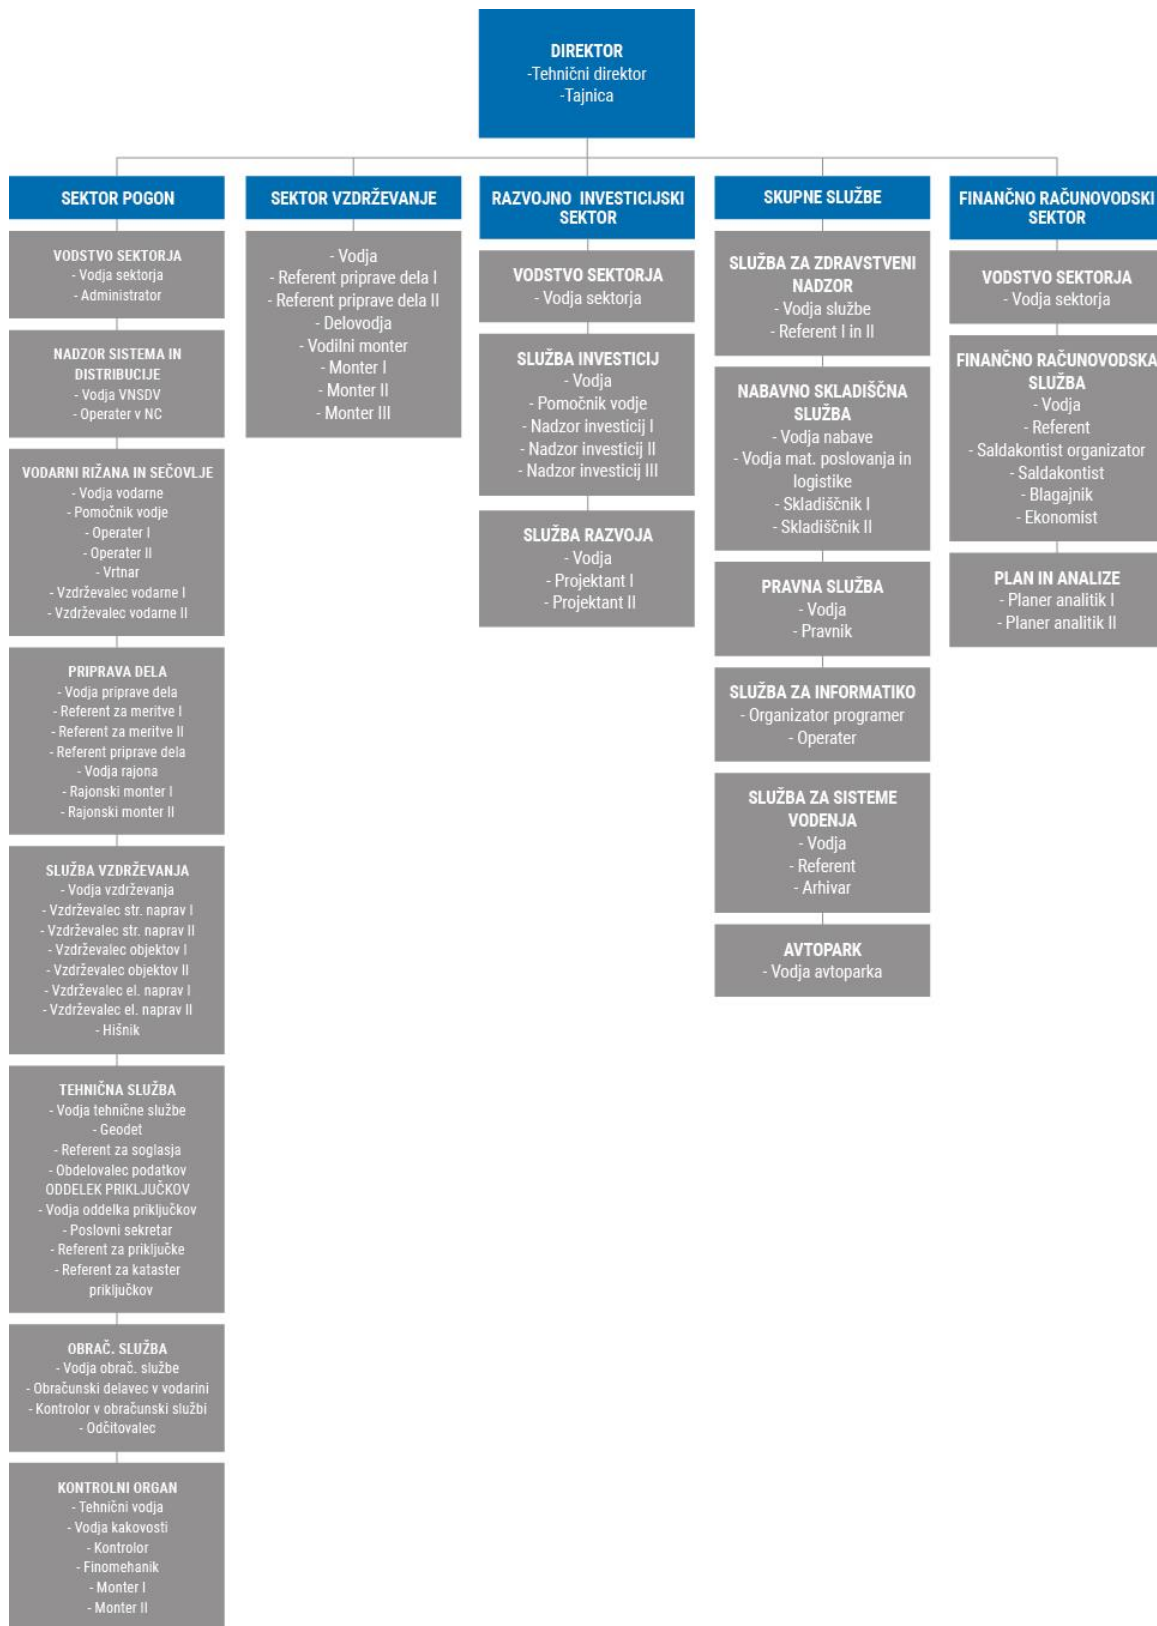 DIREKTOR
-Tehnični direktor
-Tajnica
SEKTOR POGON
VODSTVO SEKTORJA
- Vodja sektorja
- Administrator
NADZOR SISTEMA IN
DISTRIBUCIJE
- Vodja VNSDV
- Operater v NC
VODARNI RIŽANA IN SEČOVLJE
- Vodja vodarne
- Pomočnik vodje
- Operater I
- Operater II
- Vrtnar
- Vzdrževalec vodarne I
- Vzdrževalec vodarne II
PRIPRAVA DELA
- Vodja priprave dela
- Referent za meritve I
- Referent za meritve II
- Referent priprave dela
- Vodja rajona
- Rajonski monter I
- Rajonski monter II
SLUŽBA VZDRŽEVANJA
- Vodja vzdrževanja
- Vzdrževalec str. naprav I
- Vzdrževalec str. naprav II
- Vzdrževalec objektov I
- Vzdrževalec objektov II
- Vzdrževalec el. naprav I
- Vzdrževalec el. naprav II
- Hišnik
TEHNIČNA SLUŽBA
- Vodja tehnične službe
- Geodet
- Referent za soglasja
- Obdelovalec podatkov
ODDELEK PRIKLJUČKOV
- Vodja oddelka priključkov
- Poslovni sekretar
- Referent za priključke
- Referent za kataster
priključkov
OBRAČ. SLUŽBA
- Vodja obrač. službe
- Obračunski delavec v vodarini
- Kontrolor v obračunski službi
- Odčitovalec
KONTROLNI ORGAN
- Tehnični vodja
- Vodja kakovosti
- Kontrolor
- Finomehanik
- Monter I
- Monter II
SEKTOR VZDRŽEVANJE
- Vodja
- Referent priprave dela I
- Referent priprave dela II
- Delovodja
- Vodilni monter
- Monter I
- Monter II
- Monter III
RAZVOJNO INVESTICIJSKI
SEKTOR
VODSTVO SEKTORJA
- Vodja sektorja
SLUŽBA INVESTICIJ
- Vodja
- Pomočnik vodje
- Nadzor investicij I
- Nadzor investicij II
- Nadzor investicij III
SLUŽBA RAZVOJA
- Vodja
- Projektant I
- Projektant II
SKUPNE SLUŽBE
SLUŽBA ZA ZDRAVSTVENI
NADZOR
- Vodja službe
- Referent I in II
NABAVNO SKLADIŠČNA
SLUŽBA
- Vodja nabave
- Vodja mat. poslovanja in
logistike
- Skladiščnik I
- Skladiščnik II
PRAVNA SLUŽBA
- Vodja
- Pravnik
SLUŽBA ZA INFORMATIKO
- Organizator programer
- Operater
SLUŽBA ZA SISTEME
VODENJA
- Vodja
- Referent
- Arhivar
AVTOPARK
- Vodja avtoparka
FINANČNO RAČUNOVODSKI
SEKTOR
VODSTVO SEKTORJA
- Vodja sektorja
FINANČNO RAČUNOVODSKA
SLUŽBA
- Vodja
- Referent
- Saldakontist organizator
- Saldakontist
- Blagajnik
- Ekonomist
PLAN IN ANALIZE
- Planer analitik I
- Planer analitik II